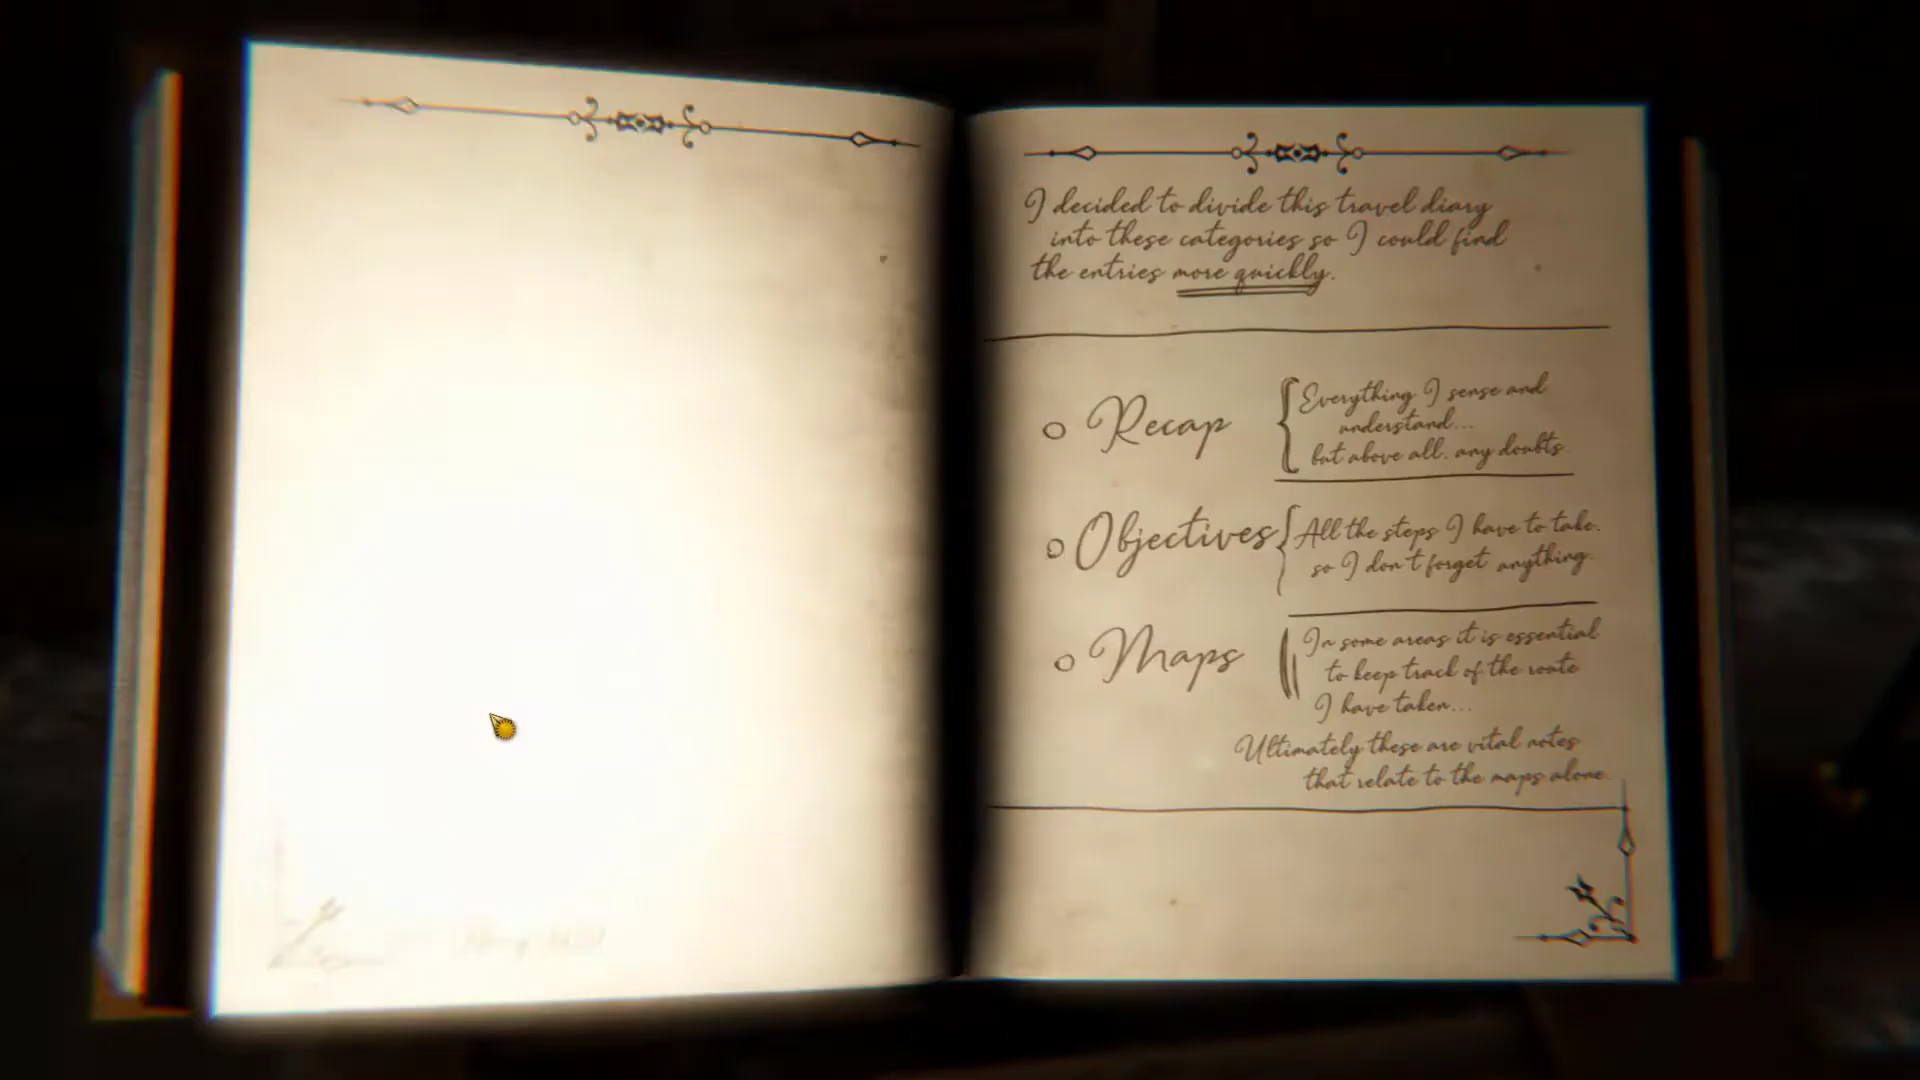 I decided to divide this travel diary
into these categories so I could find
the entries more quickly.
Recap
Everything I sense and
understand...
but above all, any doubts
Objectives
All the steps I have to take,
so I don't forget anything.
Maps
In some areas it is essential
to keep track of the route
I have taken...
Ultimately these are vital notes
that relate to the maps alone.